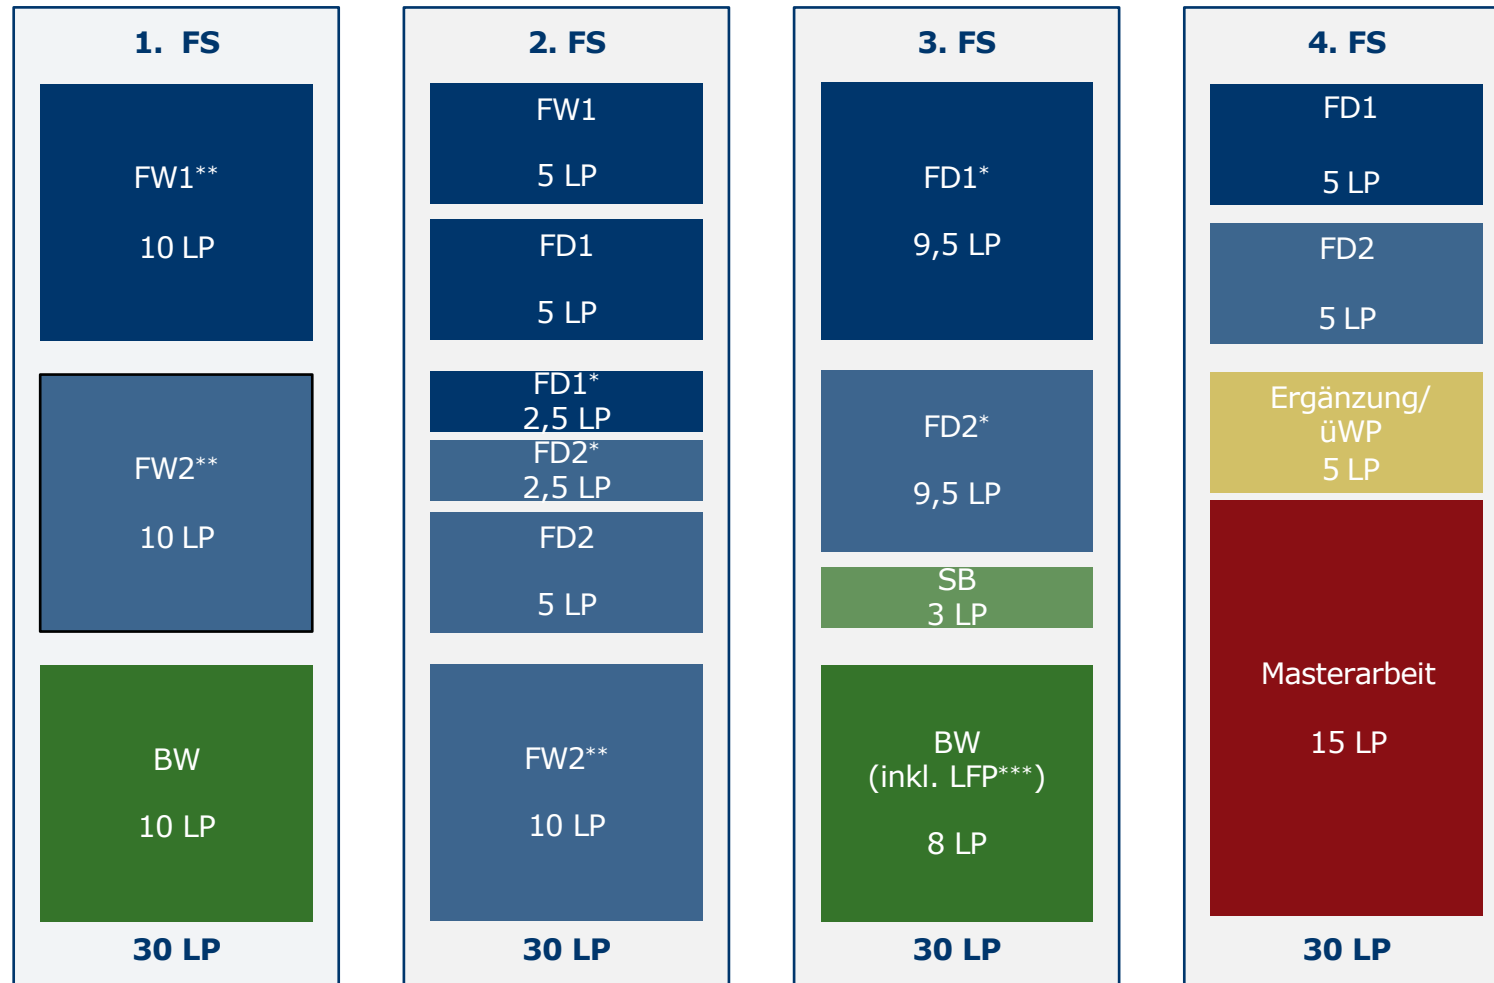 1. FS
FW1**
10 LP
FW2**
10 LP
BW
10 LP
30 LP
2. FS
FW1
5 LP
FD1
5 LP
FD1*
2,5 LP
FD2*
2,5 LP
FD2
5 LP
FW2**
10 LP
30 LP
3. FS
FD1*
9,5 LP
FD2*
9,5 LP
SB
3 LP
BW
(inkl. LFP***)
8 LP
30 LP
4. FS
FD1
5 LP
FD2
5 LP
Ergänzung/
üWP
5 LP
Masterarbeit
15 LP
30 LP